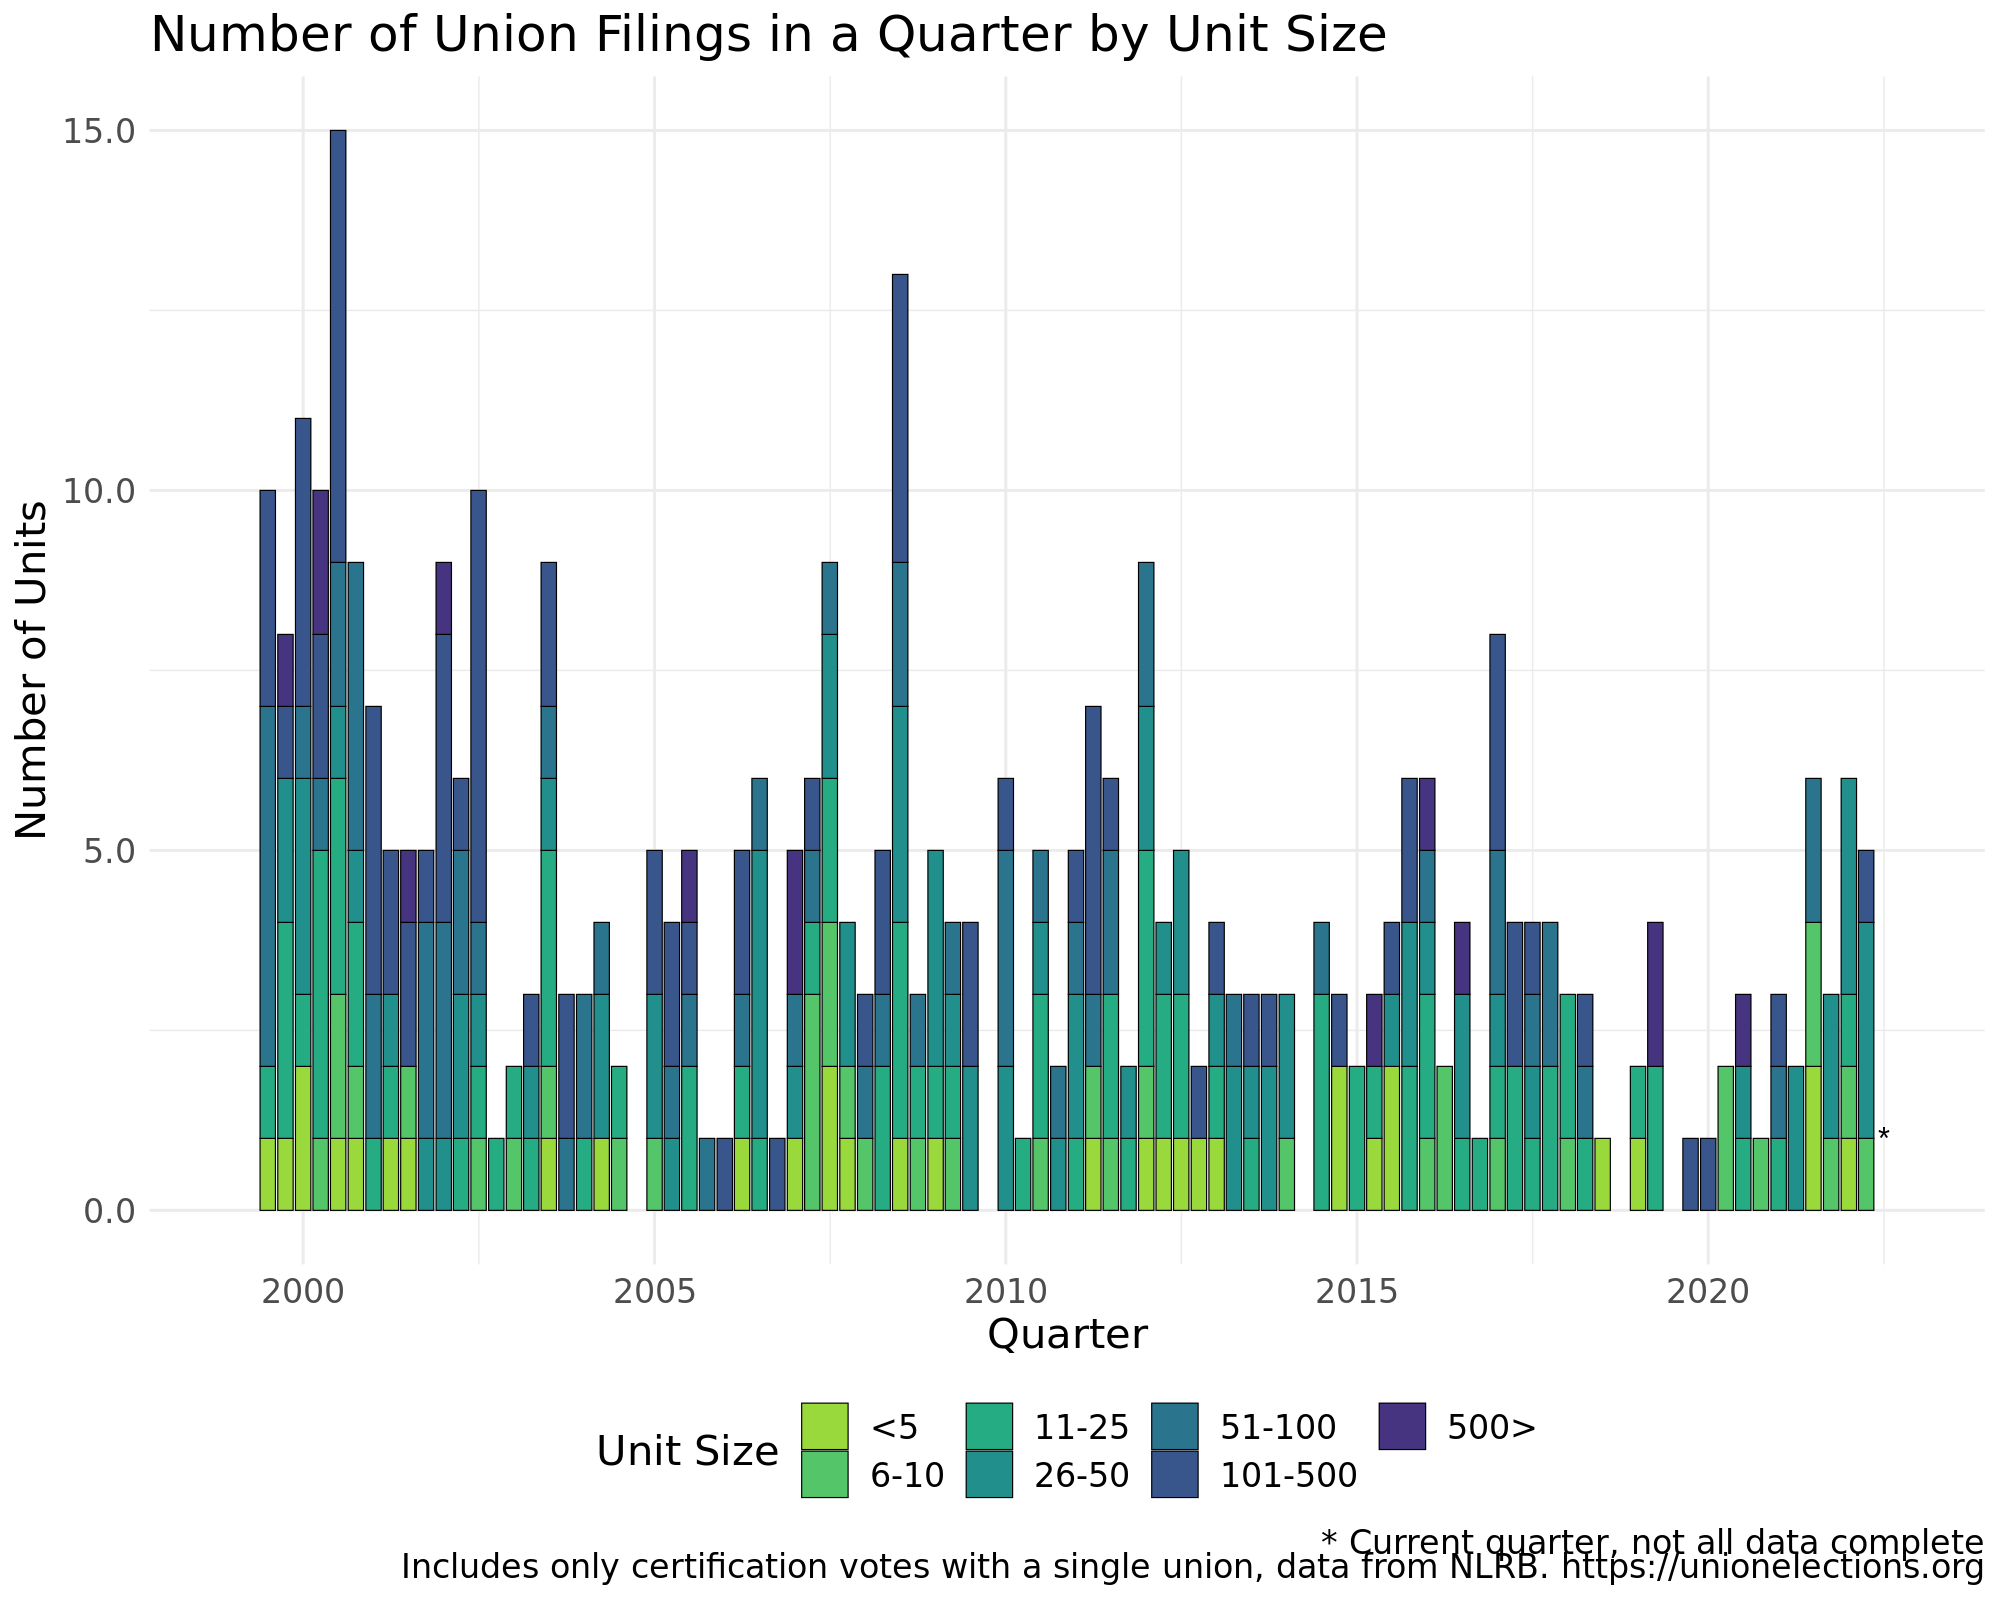 Number of Union Filings in a Quarter by Unit Size
15.0
10.0
5.0
0.0
Number of Units
*
2000 2005 2010 2015 2020
Quarter
Unit Size
<5 11-25 51-100 500>
6-10 26-50 101-500
* Current quarter, not all data complete
Includes only certification votes with a single union, data from NLRB. https://unionelections.org